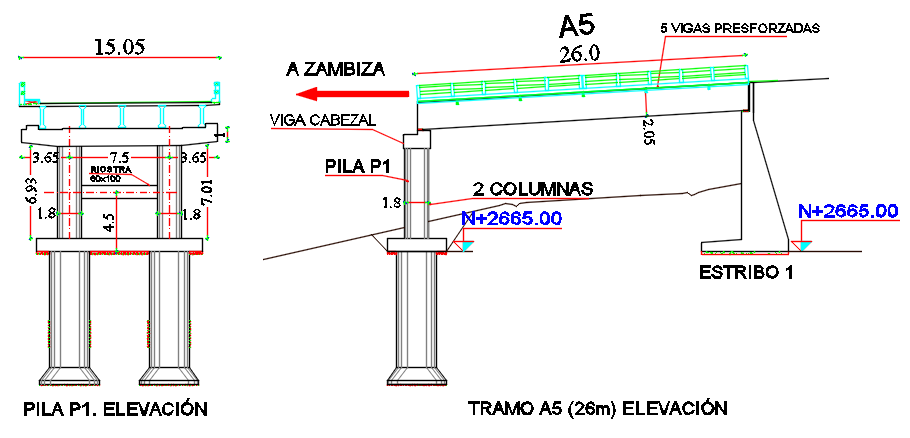 15.05
1
3.65
7.5
3.65
RIOSTRA
60x100
6.93
7.01
1.8
1.8
4.5
PILA P1. ELEVACIÓN
A5
5 VIGAS PRESFORZADAS
26.0
A ZAMBIZA
VIGA CABEZAL
2.05
PILA P1
2 COLUMNAS
1.8
N+2665.00
N+2665.00
ESTRIBO 1
TRAMO A5 (26m) ELEVACIÓN